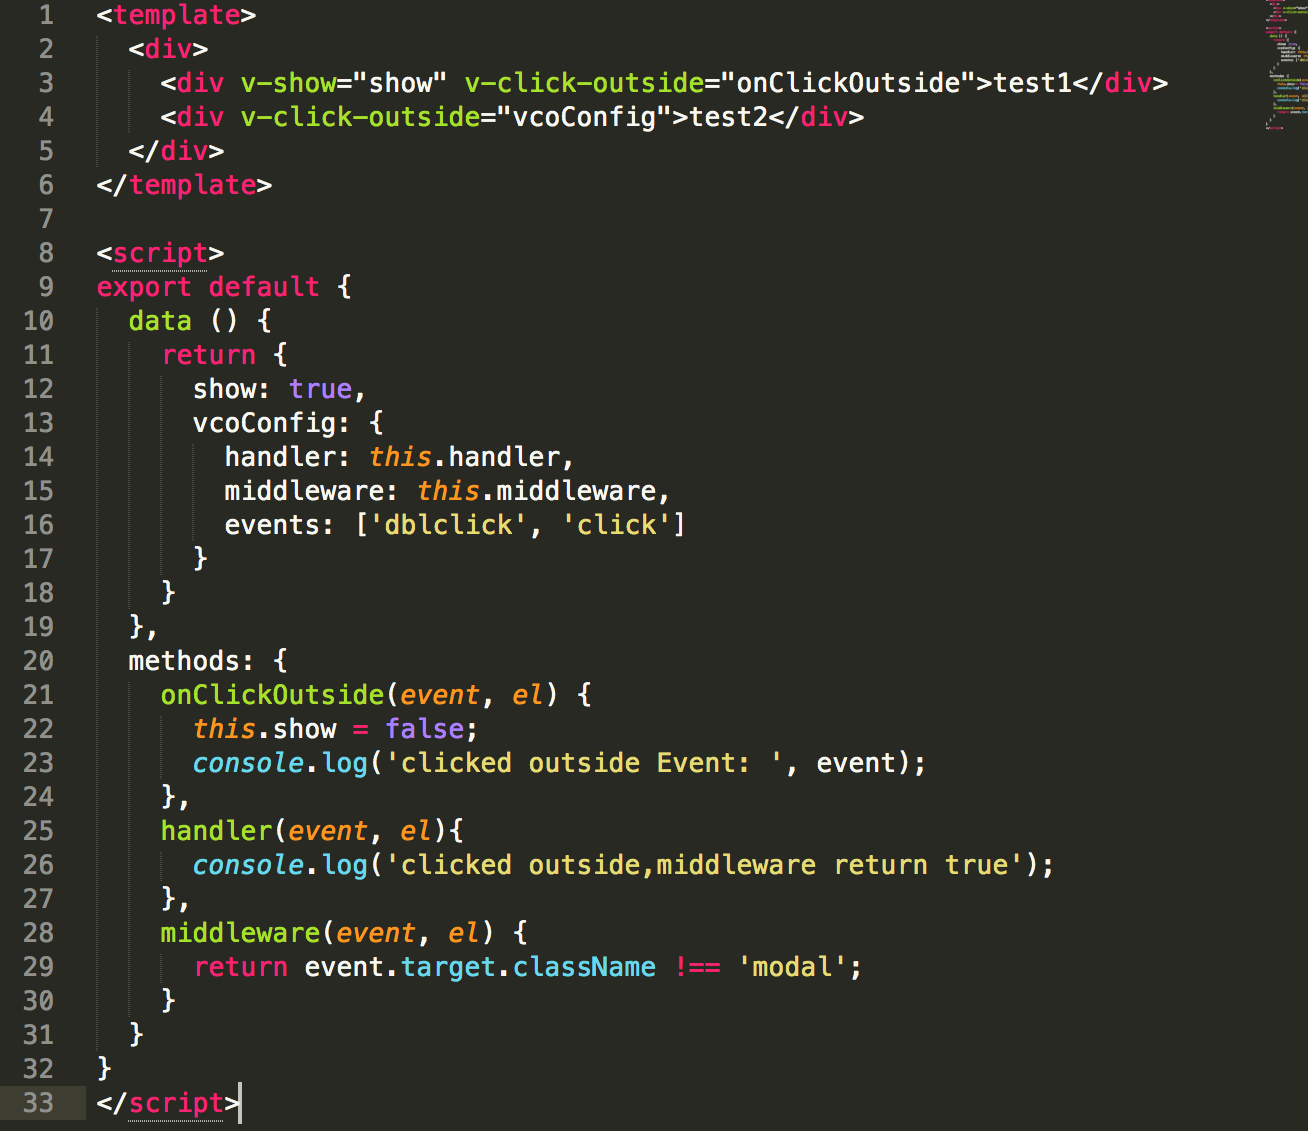 1 <template>
2   <div>
3     <div v-show="show" v-click-outside="onClickOutside">test1</div>
4     <div v-click-outside="vcoConfig">test2</div>
5   </div>
6 </template>
7
8 <script>
9 export default {
10   data () {
11     return {
12       show: true,
13       vcoConfig: {
14         handler: this.handler,
15         middleware: this.middleware,
16         events: ['dblclick', 'click']
17       }
18     }
19   },
20   methods: {
21     onClickOutside(event, el) {
22       this.show = false;
23       console.log('clicked outside Event: ', event);
24     },
25     handler(event, el){
26       console.log('clicked outside,middleware return true');
27     },
28     middleware(event, el) {
29       return event.target.className !== 'modal';
30     }
31   }
32 }
33 </script>